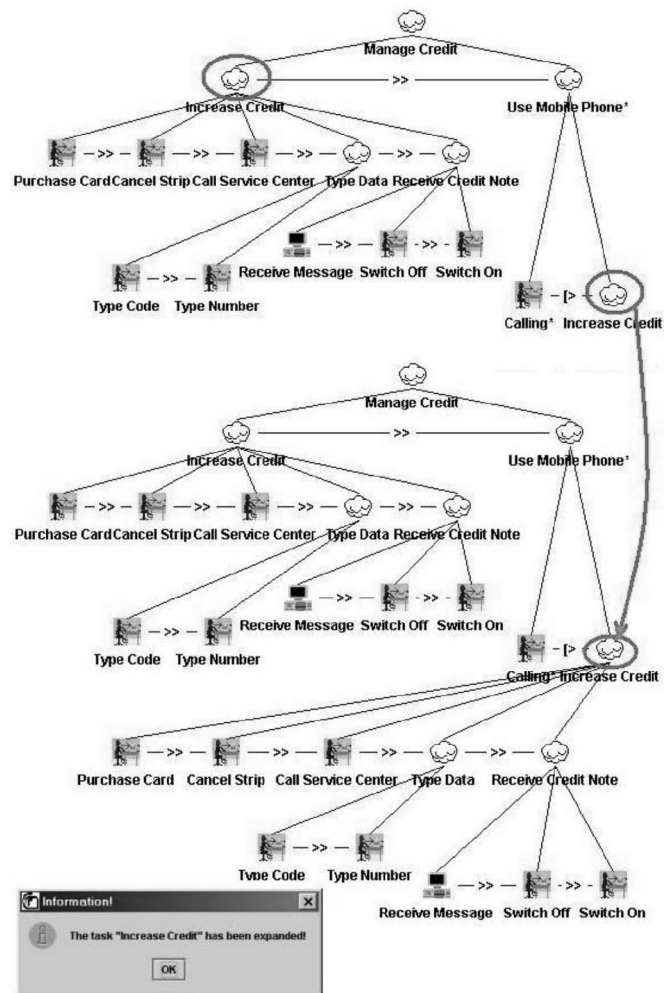 Manage Credit
>>
Increase Credit Use Mobile Phone*
>> >> >> >>
Purchase Card Cancel Strip Call Service Center Type Data Receive Credit Note
>> >>
Receive Message Switch Off Switch On
>>
Type Code Type Number
[>
Calling* Increase Credit
Manage Credit
>>
Increase Credit Use Mobile Phone*
>> >> >> >>
Purchase Card Cancel Strip Call Service Center Type Data Receive Credit Note
>> >>
Receive Message Switch Off Switch On
>>
Type Code Type Number
[>
Calling* Increase Credit
>> >> >> >>
Purchase Card Cancel Strip Call Service Center Type Data Receive Credit Note
>>
Type Code Type Number
>> >>
Receive Message Switch Off Switch On
Information!
The task "Increase Credit" has been expanded!
OK